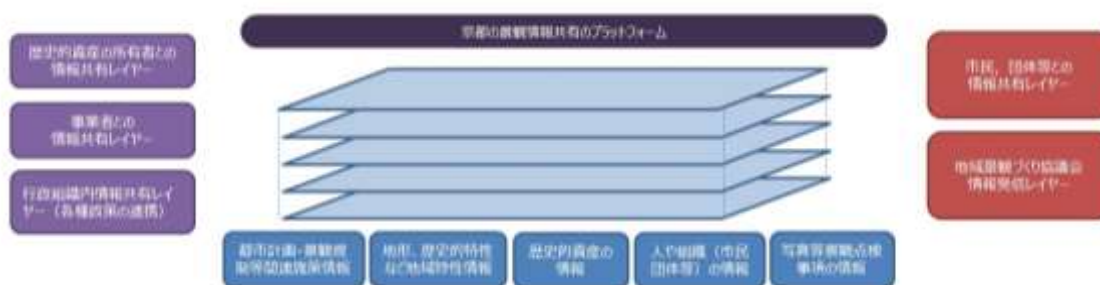 京都の景観情報共有のプラットフォーム
歴史的資産の所有者との
情報共有レイヤー
事業者との
情報共有レイヤー
行政組織内情報共有レイ
ヤー（各種政策の連携）
市民，団体等との
情報共有レイヤー
地域景観づくり協議会
情報発信レイヤー
都市計画・景観規
制等関連施策情報
地形、歴史的特性
など地域特性情報
歴史的資産の
情報
人や組織（市民
団体等）の情報
写真等景観点検
事項の情報